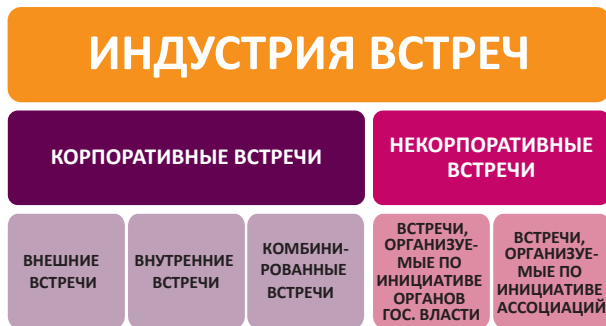 ИНДУСТРИЯ ВСТРЕЧ
КОРПОРАТИВНЫЕ ВСТРЕЧИ
НЕКОРПОРАТИВНЫЕ
ВСТРЕЧИ
ВНЕШНИЕ
ВСТРЕЧИ
ВНУТРЕННИЕ
ВСТРЕЧИ
КОМБИНИ-
РОВАННЫЕ
ВСТРЕЧИ
ВСТРЕЧИ,
ОРГАНИЗУЕ-
МЫЕ ПО
ИНИЦИАТИВЕ
ОРГАНОВ
ГОС. ВЛАСТИ
ВСТРЕЧИ,
ОРГАНИЗУЕ-
МЫЕ ПО
ИНИЦИАТИВЕ
АССОЦИАЦИЙ